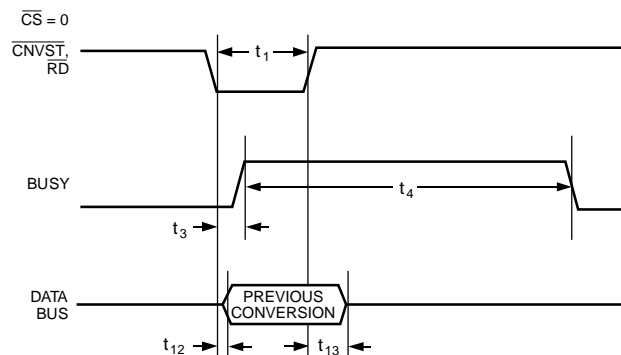 CS = 0
CNVST,
RD
t1
BUSY
t4
t3
DATA
BUS
PREVIOUS
CONVERSION
t12
t13